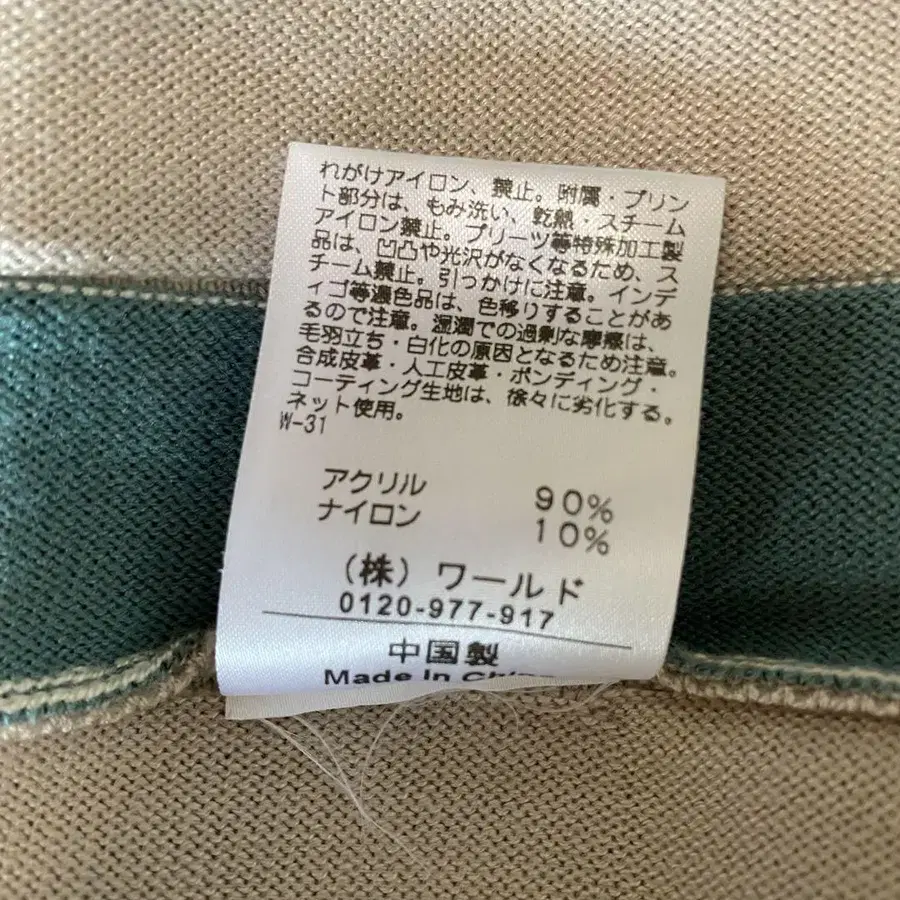 れがけアイロン、禁止。附属・プリン
ト部分は、もみ洗い、乾熱・スチーム
アイロン禁止。プリーツ等特殊加工製
品は、凹凸や光沢がなくなるため、ス
チーム禁止。引っかけに注意。インデ
ィゴ等濃色品は、色移りすることがあ
るので注意。湿潤での過剰な摩擦は、
毛羽立ち・白化の原因となるため注意。
合成皮革・人工皮革・ボンディング・
コーティング生地は、徐々に劣化する。
ネット使用。
W-31
アクリル 90%
ナイロン 10%
(株)ワールド
0120-977-917
中国製
Made In China